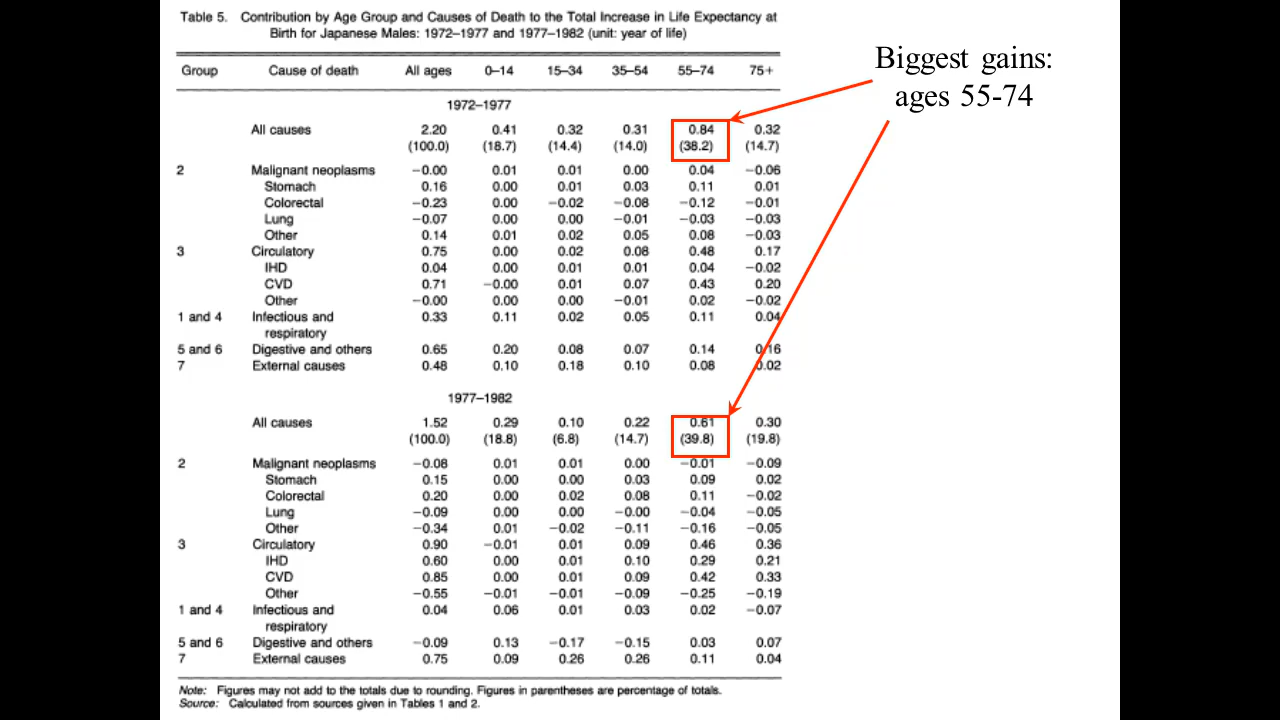 Table 5. Contribution by Age Group and Causes of Death to the Total Increase in Life Expectancy at
Birth for Japanese Males: 1972–1977 and 1977–1982 (unit: year of life)
Group Cause of death All ages 0–14 15–34 35–54 55–74 75+
1972–1977
All causes 2.20 0.41 0.32 0.31 0.84 0.32
(100.0) (18.7) (14.4) (14.0) (38.2) (14.7)
2 Malignant neoplasms −0.00 0.01 0.01 0.00 0.04 −0.06
Stomach 0.16 0.00 0.01 0.03 0.11 0.01
Colorectal −0.23 0.00 −0.02 −0.08 −0.12 −0.01
Lung −0.07 0.00 0.00 −0.01 −0.03 −0.03
Other 0.14 0.01 0.02 0.05 0.08 −0.03
3 Circulatory 0.75 0.00 0.02 0.08 0.48 0.17
IHD 0.04 0.00 0.01 0.01 0.04 −0.02
CVD 0.71 −0.00 0.01 0.07 0.43 0.20
Other −0.00 0.00 0.00 −0.01 0.02 −0.02
1 and 4 Infectious and 0.33 0.11 0.02 0.05 0.11 0.04
respiratory
5 and 6 Digestive and others 0.65 0.20 0.08 0.07 0.14 0.16
7 External causes 0.48 0.10 0.18 0.10 0.08 0.02
1977–1982
All causes 1.52 0.29 0.10 0.22 0.61 0.30
(100.0) (18.8) (6.8) (14.7) (39.8) (19.8)
2 Malignant neoplasms −0.08 0.01 0.01 0.00 −0.01 −0.09
Stomach 0.15 0.00 0.00 0.03 0.09 0.02
Colorectal 0.20 0.00 0.02 0.08 0.11 −0.02
Lung −0.09 0.00 0.00 −0.00 −0.04 −0.05
Other −0.34 0.01 −0.02 −0.11 −0.16 −0.05
3 Circulatory 0.90 −0.01 0.01 0.09 0.46 0.36
IHD 0.60 0.00 0.01 0.10 0.29 0.21
CVD 0.85 0.00 0.01 0.09 0.42 0.33
Other −0.55 −0.01 −0.01 −0.09 −0.25 −0.19
1 and 4 Infectious and 0.04 0.06 0.01 0.03 0.02 −0.07
respiratory
5 and 6 Digestive and others −0.09 0.13 −0.17 −0.15 0.03 0.07
7 External causes 0.75 0.09 0.26 0.26 0.11 0.04
Note: Figures may not add to the totals due to rounding. Figures in parentheses are percentage of totals.
Source: Calculated from sources given in Tables 1 and 2.
Biggest gains:
ages 55-74